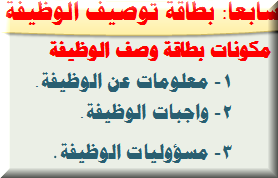 سابعا: بطاقة توصيف الوظيفة
مكونات بطاقة وصف الوظيفة
١- معلومات عن الوظيفة.
٢- واجبات الوظيفة.
٣- مسؤوليات الوظيفة.